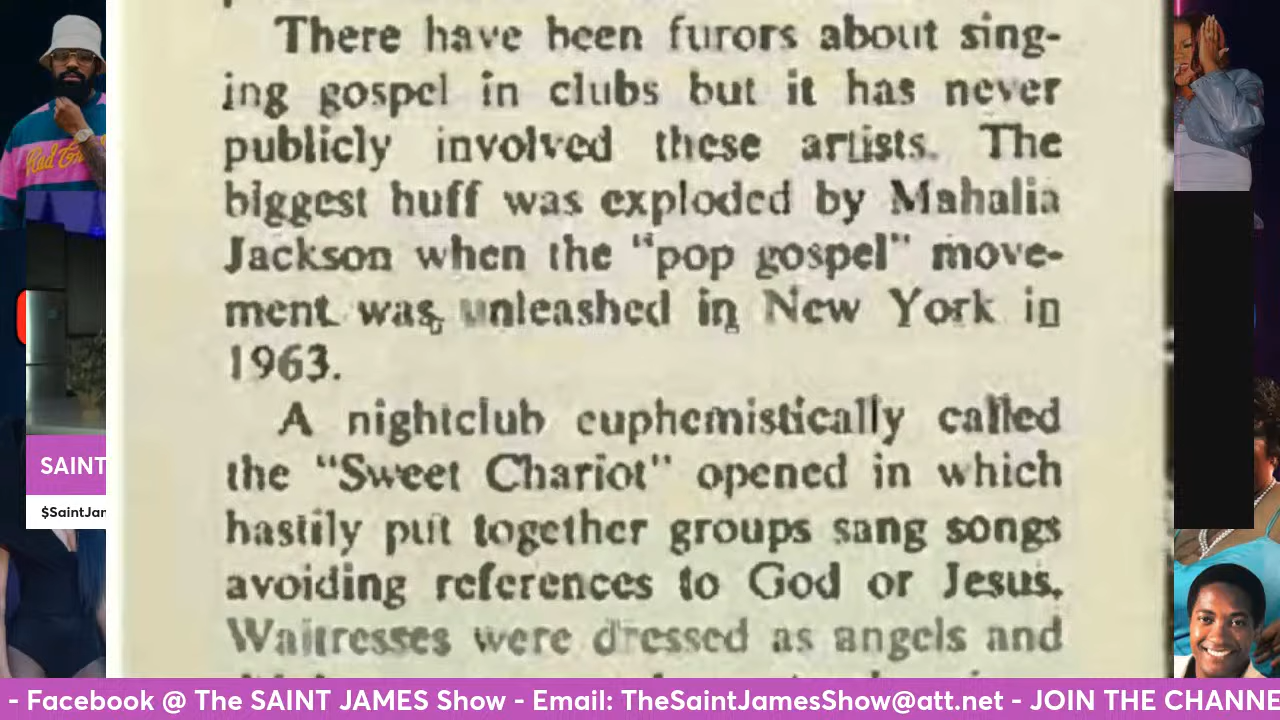 There have been furors about sing-
ing gospel in clubs but it has never
publicly involved these artists. The
biggest huff was exploded by Mahalia
Jackson when the "pop gospel" move-
ment was unleashed in New York in
1963.
A nightclub euphemistically called
the "Sweet Chariot" opened in which
hastily put together groups sang songs
avoiding references to God or Jesus.
Waitresses were dressed as angels and
SAINT
$SaintJam
- Facebook @ The SAINT JAMES Show - Email: TheSaintJamesShow@att.net - JOIN THE CHANNE